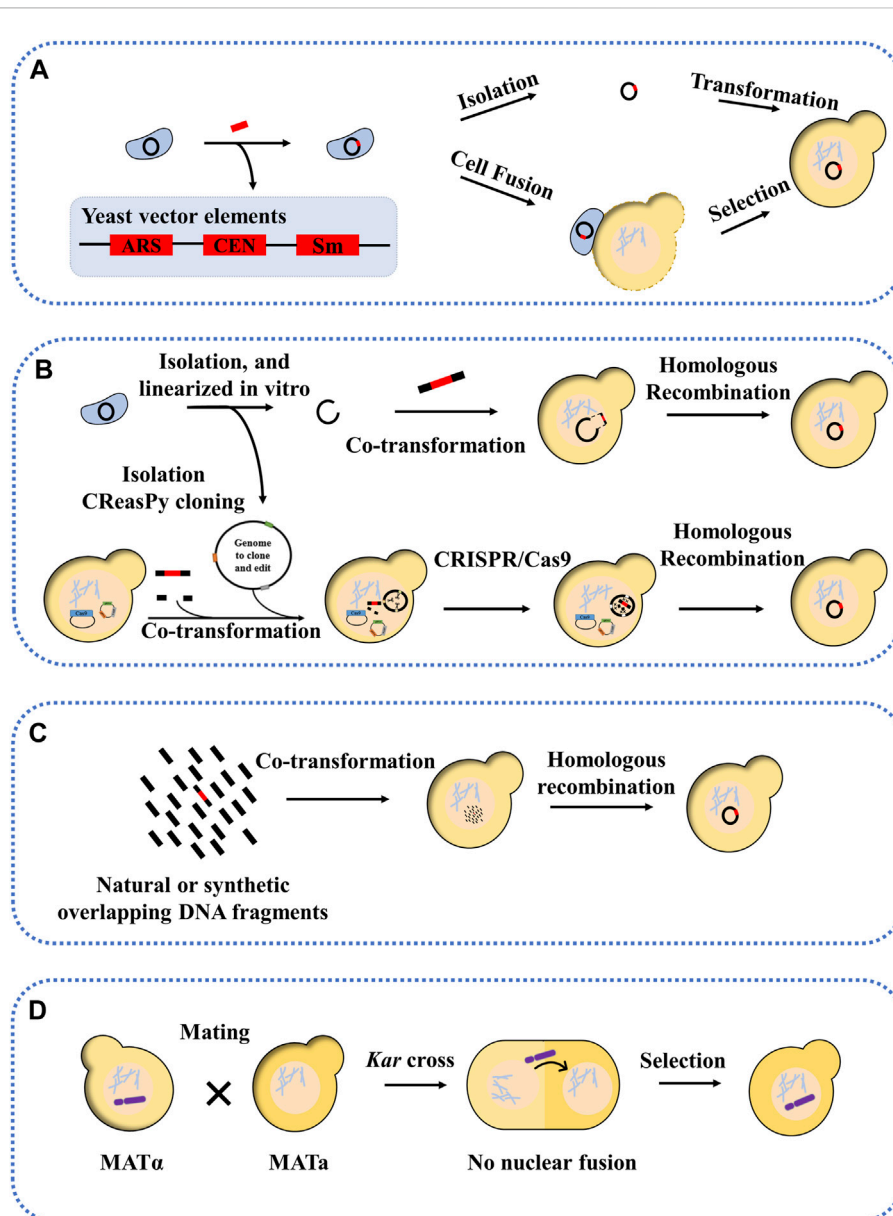 A
Isolation
Transformation
Cell Fusion
Selection
Yeast vector elements
ARS CEN Sm
B
Isolation, and
linearized in vitro
Co-transformation
Homologous
Recombination
Isolation
CReasPy cloning
Genome
to clone
and edit
Cas9
Co-transformation
Cas9
CRISPR/Cas9
Cas9
Homologous
Recombination
C
Co-transformation
Homologous
recombination
Natural or synthetic
overlapping DNA fragments
D
Mating
Kar cross
Selection
MATα
MATa
No nuclear fusion